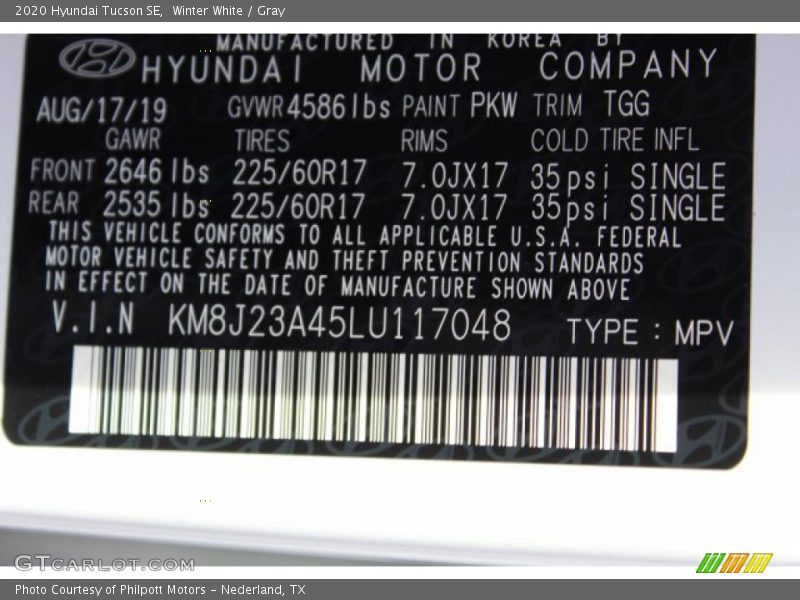 2020 Hyundai Tucson SE, Winter White / Gray
MANUFACTURED IN KOREA BY
HYUNDAI MOTOR COMPANY
AUG/17/19 GVWR 4586lbs PAINT PKW TRIM TGG
GAWR TIRES RIMS COLD TIRE INFL
FRONT 2646 lbs 225/60R17 7.0JX17 35psi SINGLE
REAR 2535 lbs 225/60R17 7.0JX17 35psi SINGLE
THIS VEHICLE CONFORMS TO ALL APPLICABLE U.S.A. FEDERAL
MOTOR VEHICLE SAFETY AND THEFT PREVENTION STANDARDS
IN EFFECT ON THE DATE OF MANUFACTURE SHOWN ABOVE
V.I.N KM8J23A45LU117048 TYPE : MPV
GTCARLOT.COM
Photo Courtesy of Philpott Motors - Nederland, TX